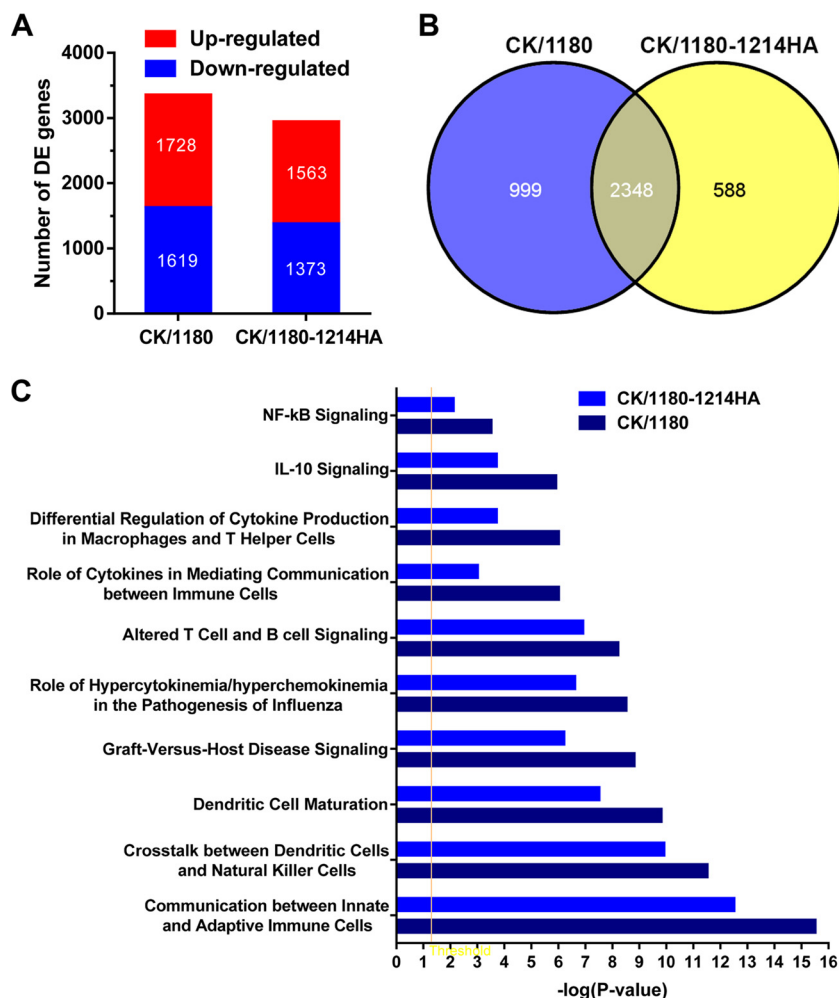 A
Up-regulated
Down-regulated
Number of DE genes
4000
3000
2000
1000
0
1728
1619
1563
1373
CK/1180
CK/1180-1214HA
B
CK/1180
CK/1180-1214HA
999
2348
588
C
CK/1180-1214HA
CK/1180
NF-kB Signaling
IL-10 Signaling
Differential Regulation of Cytokine Production
in Macrophages and T Helper Cells
Role of Cytokines in Mediating Communication
between Immune Cells
Altered T Cell and B cell Signaling
Role of Hypercytokinemia/hyperchemokinemia
in the Pathogenesis of Influenza
Graft-Versus-Host Disease Signaling
Dendritic Cell Maturation
Crosstalk between Dendritic Cells
and Natural Killer Cells
Communication between Innate
and Adaptive Immune Cells
Threshold
0 1 2 3 4 5 6 7 8 9 10 11 12 13 14 15 16
-log(P-value)